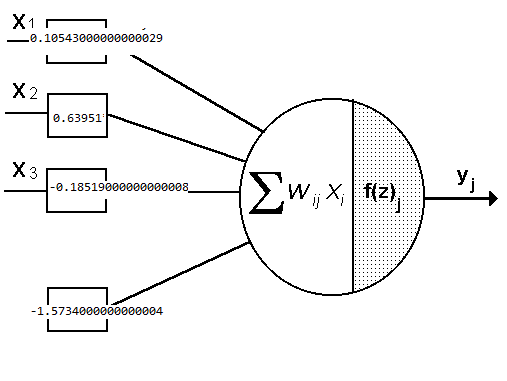 X1
0.10543000000000029
X2
0.63951
X3
-0.18519000000000008
∑ Wij Xi
f(z)j
yj
-1.5734000000000004